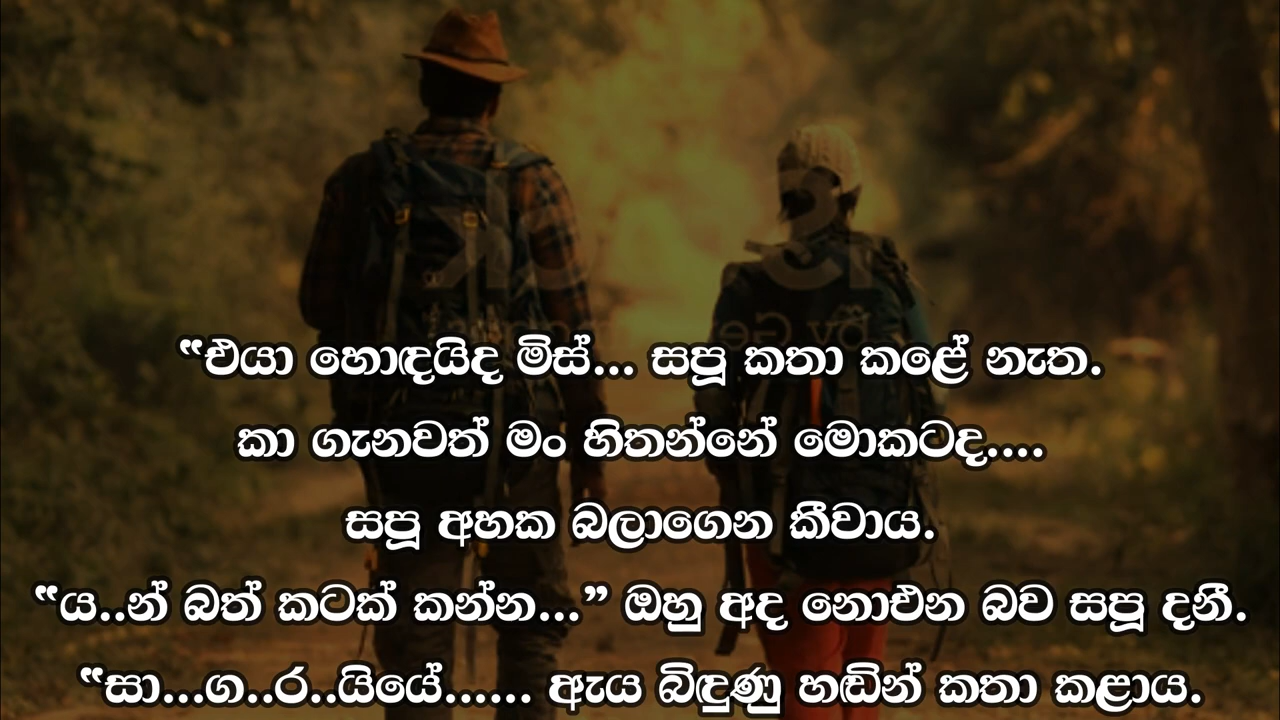 “එයා හොඳයිද මිස්... සපූ කතා කළේ නැත.
කා ගැනවත් මං හිතන්නේ මොකටද....
සපූ අහක බලාගෙන කීවාය.
“ය..න් බත් කටක් කන්න...” ඔහු අද නොඑන බව සපූ දනී.
“සා...ග..ර..යියේ...... ඇය බිඳුණු හඬින් කතා කළාය.